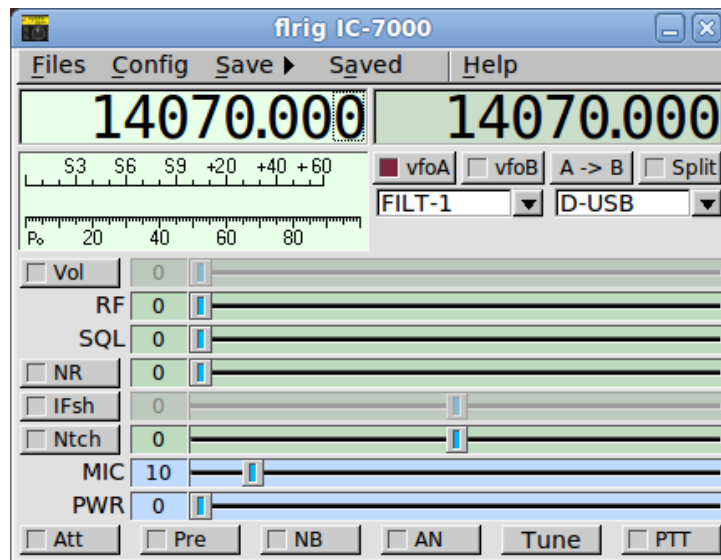 flrig IC-7000
Files Config Save Saved Help
14070.000 14070.000
S3 S6 S9 +20 +40 +60
vfoA vfoB A -> B Split
FILT-1 D-USB
Po 20 40 60 80
Vol 0
RF 0
SQL 0
NR 0
IFsh 0
Ntch 0
MIC 10
PWR 0
Att Pre NB AN Tune PTT